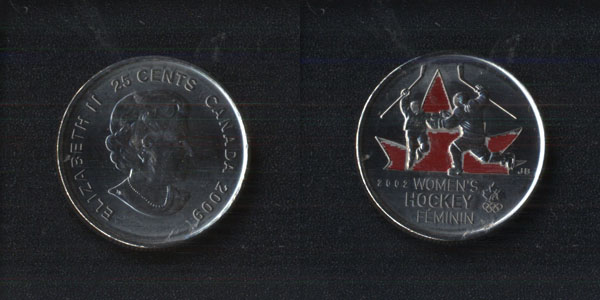 ELIZABETH II 25 CENTS CANADA 2009
JB
2002 WOMEN'S
HOCKEY
FÉMININ